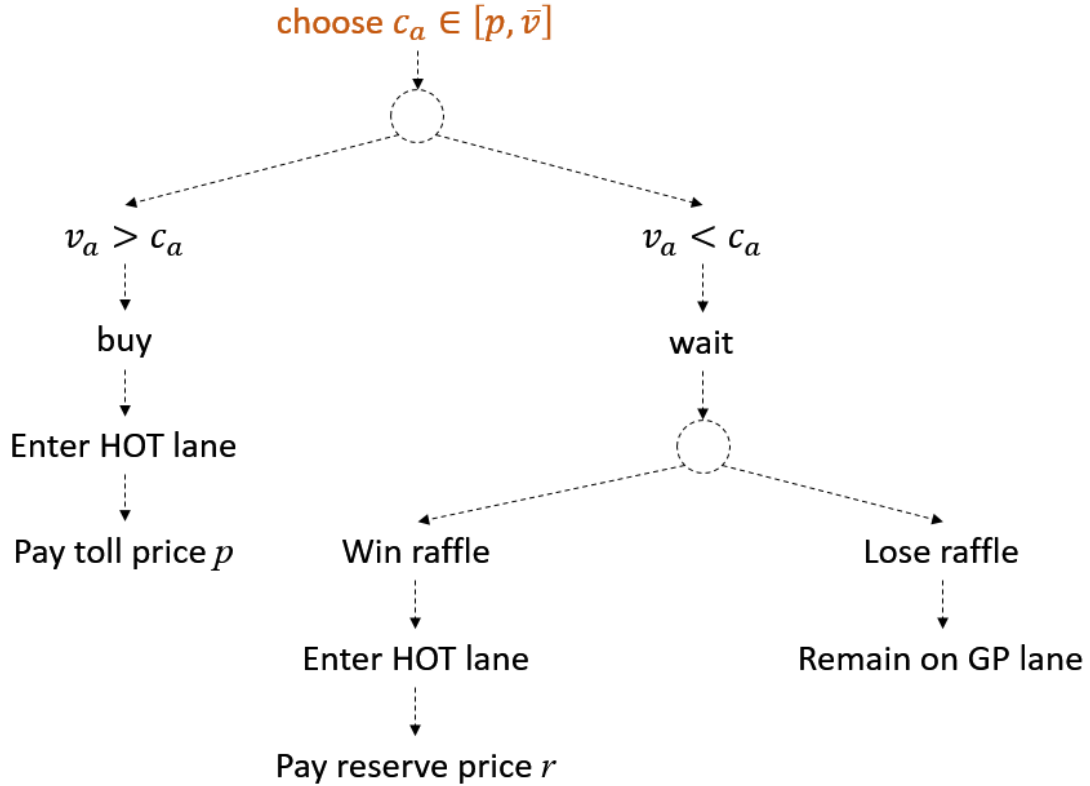 choose c_a ∈ [p, v̄]
v_a > c_a
v_a < c_a
buy
wait
Enter HOT lane
Pay toll price p
Win raffle
Lose raffle
Enter HOT lane
Remain on GP lane
Pay reserve price r